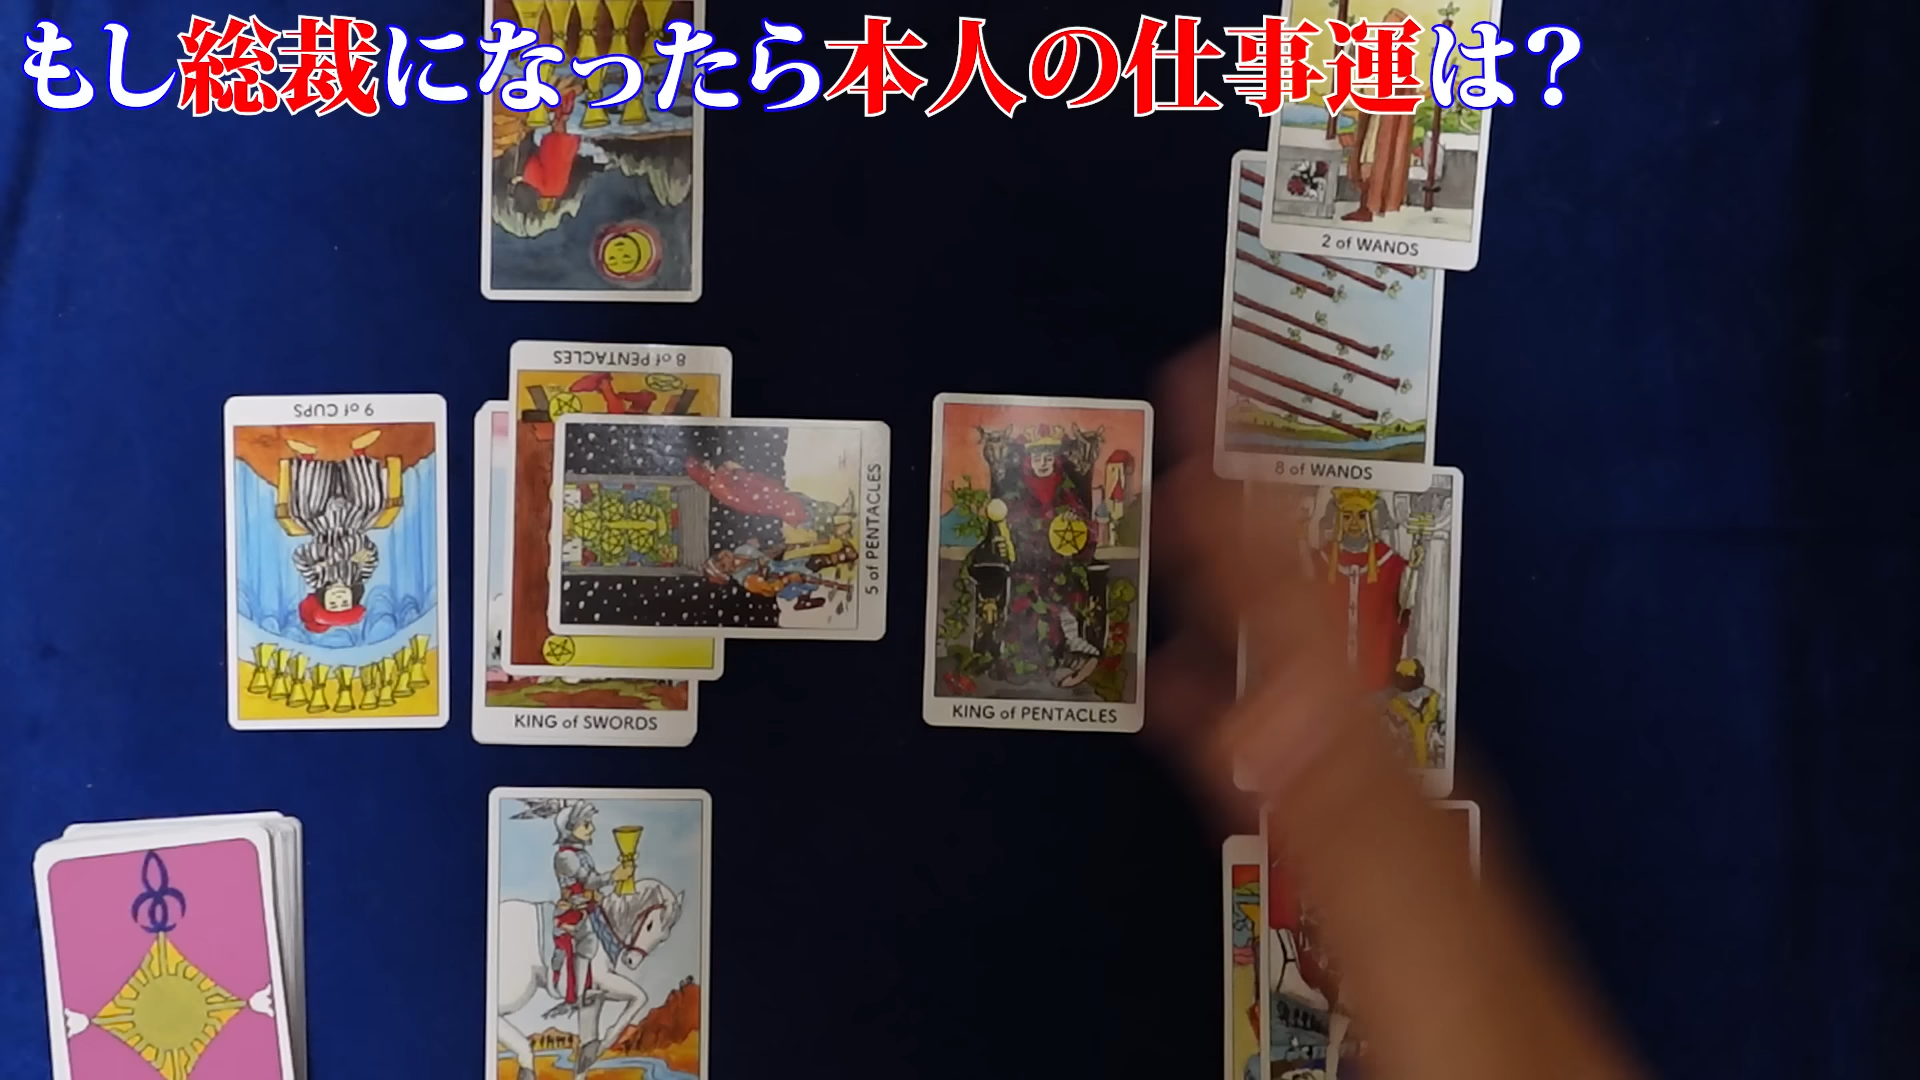 もし総裁になったら本人の仕事運は？
2 of WANDS
8 of PENTACLES
9 of CUPS
8 of WANDS
5 of PENTACLES
KING of SWORDS
KING of PENTACLES